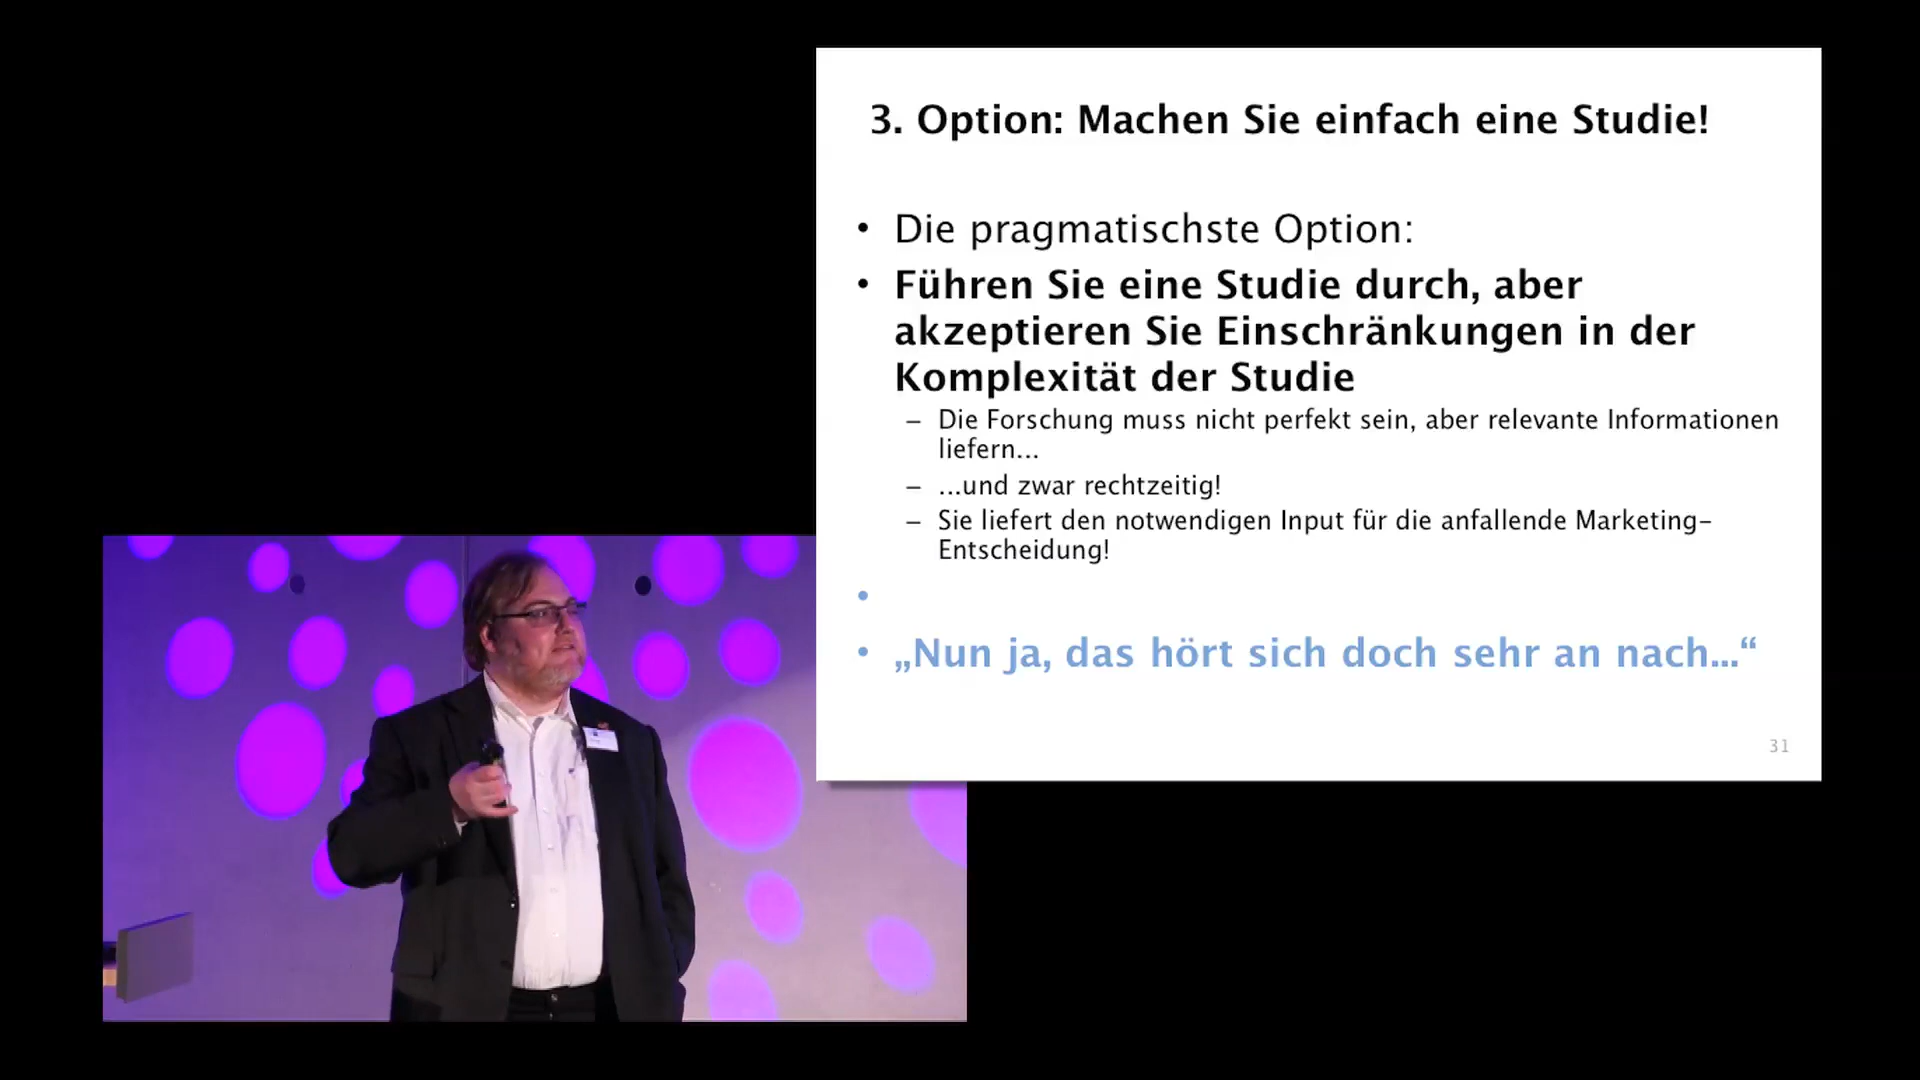 3. Option: Machen Sie einfach eine Studie!
• Die pragmatischste Option:
• Führen Sie eine Studie durch, aber
akzeptieren Sie Einschränkungen in der
Komplexität der Studie
– Die Forschung muss nicht perfekt sein, aber relevante Informationen
liefern...
– ...und zwar rechtzeitig!
– Sie liefert den notwendigen Input für die anfallende Marketing-
Entscheidung!
•
• „Nun ja, das hört sich doch sehr an nach...“
31